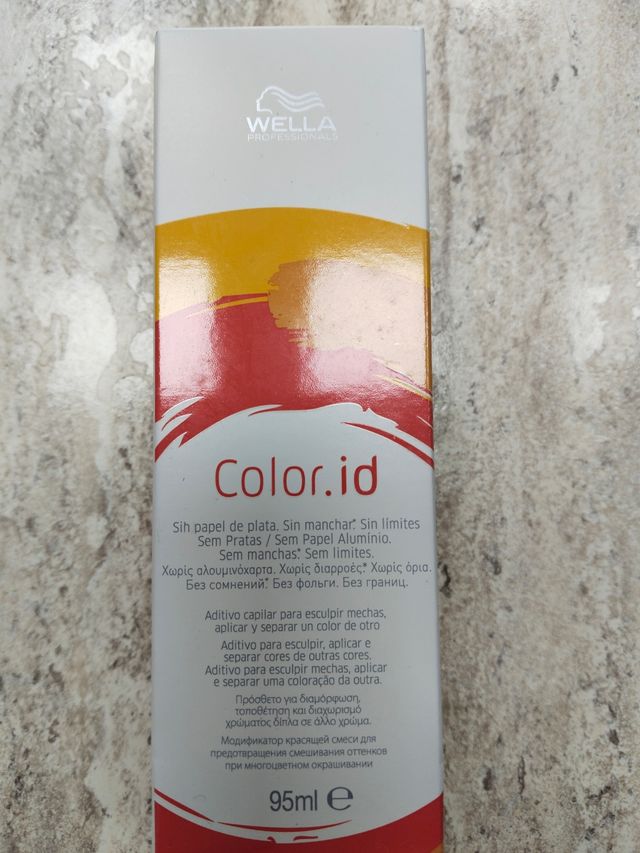 WELLA
PROFESSIONALS
Color.id
Sin papel de plata. Sin manchar.* Sin límites
Sem Pratas / Sem Papel Alumínio.
Sem manchas.* Sem limites.
Χωρίς αλουμινόχαρτα. Χωρίς διαρροές.* Χωρίς όρια.
Без сомнений.* Без фольги. Без границ.
Aditivo capilar para esculpir mechas,
aplicar y separar un color de otro
Aditivo para esculpir, aplicar e
separar cores de outras cores.
Aditivo para esculpir mechas, aplicar
e separar uma coloração da outra.
Πρόσθετο για διαμόρφωση,
τοποθέτηση και διαχωρισμό
χρώματος δίπλα σε άλλο χρώμα.
Модификатор красящей смеси для
предотвращения смешивания оттенков
при многоцветном окрашивании
95ml ℮